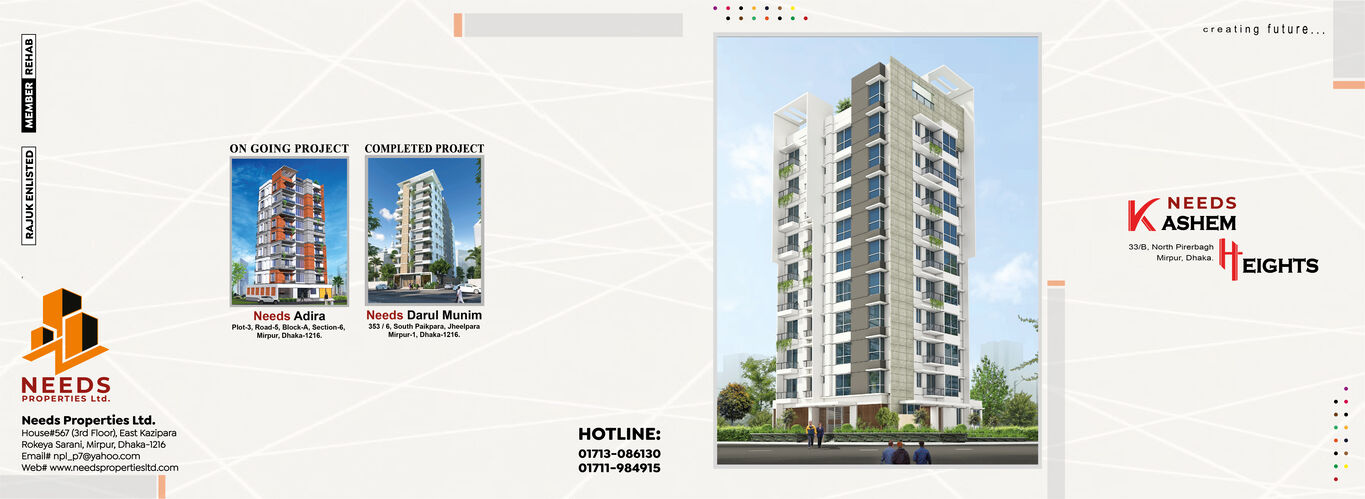 REHAB
MEMBER
RAJUK ENLISTED
NEEDS
PROPERTIES Ltd.
Needs Properties Ltd.
House#567 (3rd Floor), East Kazipara
Rokeya Sarani, Mirpur, Dhaka-1216
Email# npl_p7@yahoo.com
Web# www.needspropertiesltd.com
ON GOING PROJECT
Needs Adira
Plot-3, Road-5, Block-A, Section-6,
Mirpur, Dhaka-1216.
COMPLETED PROJECT
Needs Darul Munim
353 / 6, South Paikpara, Jheelpara
Mirpur-1, Dhaka-1216.
HOTLINE:
01713-086130
01711-984915
creating future...
NEEDS
KASHEM
33/B, North Pirerbagh
Mirpur, Dhaka.
HEIGHTS